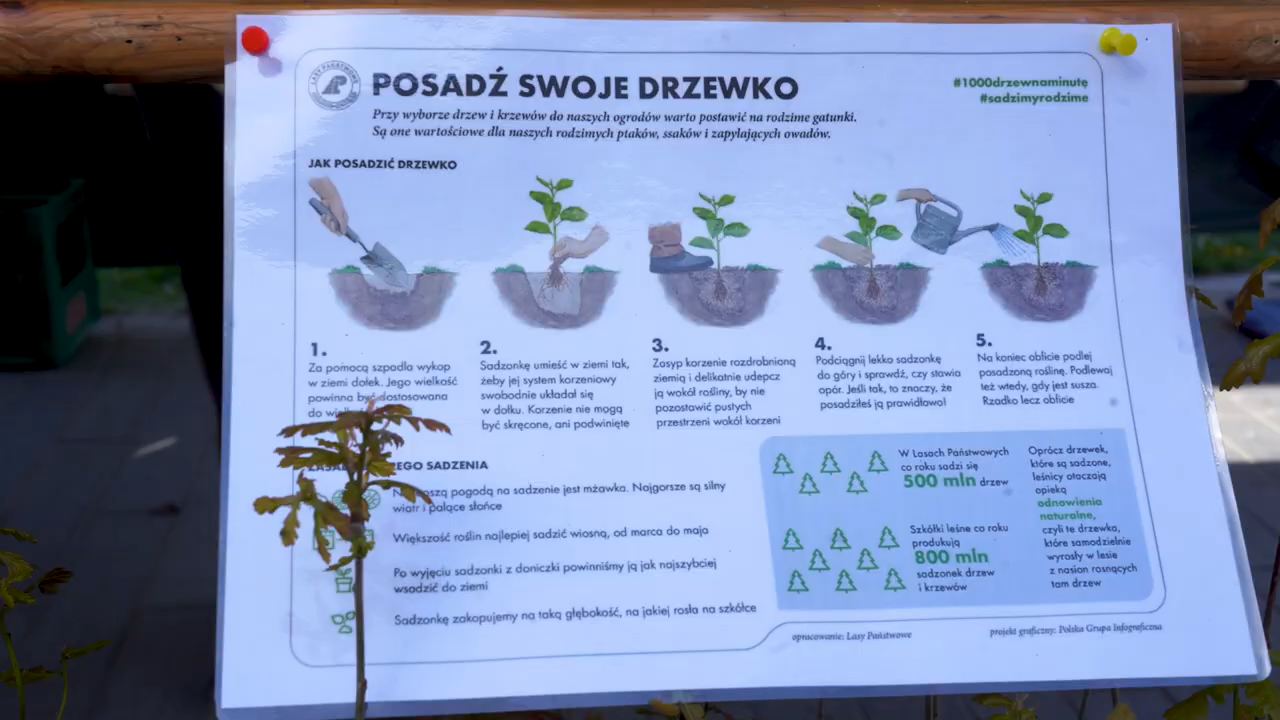 LASY PAŃSTWOWE
POSADŹ SWOJE DRZEWKO
#1000drzewnaminutę
#sadzimyrodzime
Przy wyborze drzew i krzewów do naszych ogrodów warto postawić na rodzime gatunki.
Są one wartościowe dla naszych rodzimych ptaków, ssaków i zapylających owadów.
JAK POSADZIĆ DRZEWKO
1.
Za pomocą szpadla wykop
w ziemi dołek. Jego wielkość
powinna być dostosowana
do
2.
Sadzonkę umieść w ziemi tak,
żeby jej system korzeniowy
swobodnie układał się
w dołku. Korzenie nie mogą
być skręcone, ani podwinięte
3.
Zasyp korzenie rozdrobnioną
ziemią i delikatnie udepcz
ją wokół rośliny, by nie
pozostawić pustych
przestrzeni wokół korzeni
4.
Podciągnij lekko sadzonkę
do góry i sprawdź, czy stawia
opór. Jeśli tak, to znaczy, że
posadziłeś ją prawidłowo!
5.
Na koniec obficie podlej
posadzoną roślinę. Podlewaj
też wtedy, gdy jest susza.
Rzadko lecz obficie
SADZENIA
pogodą na sadzenie jest mżawka. Najgorsze są silny
wiatr i palące słońce
Większość roślin najlepiej sadzić wiosną, od marca do maja
Po wyjęciu sadzonki z doniczki powinniśmy ją jak najszybciej
wsadzić do ziemi
Sadzonkę zakopujemy na taką głębokość, na jakiej rosła na szkółce
W Lasach Państwowych
co roku sadzi się
500 mln drzew
Szkółki leśne co roku
produkują
800 mln
sadzonek drzew
i krzewów
Oprócz drzewek,
które są sadzone,
leśnicy otaczają
opieką
odnowienia
naturalne,
czyli te drzewka,
które samodzielnie
wyrosły w lesie
z nasion rosnących
tam drzew
opracowanie: Lasy Państwowe
projekt graficzny: Polska Grupa Infograficzna